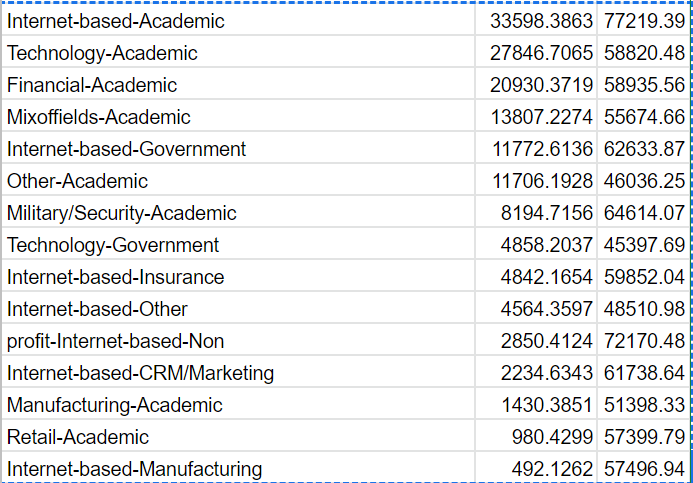 Internet-based-Academic 33598.3863 77219.39
Technology-Academic 27846.7065 58820.48
Financial-Academic 20930.3719 58935.56
Mixoffields-Academic 13807.2274 55674.66
Internet-based-Government 11772.6136 62633.87
Other-Academic 11706.1928 46036.25
Military/Security-Academic 8194.7156 64614.07
Technology-Government 4858.2037 45397.69
Internet-based-Insurance 4842.1654 59852.04
Internet-based-Other 4564.3597 48510.98
profit-Internet-based-Non 2850.4124 72170.48
Internet-based-CRM/Marketing 2234.6343 61738.64
Manufacturing-Academic 1430.3851 51398.33
Retail-Academic 980.4299 57399.79
Internet-based-Manufacturing 492.1262 57496.94